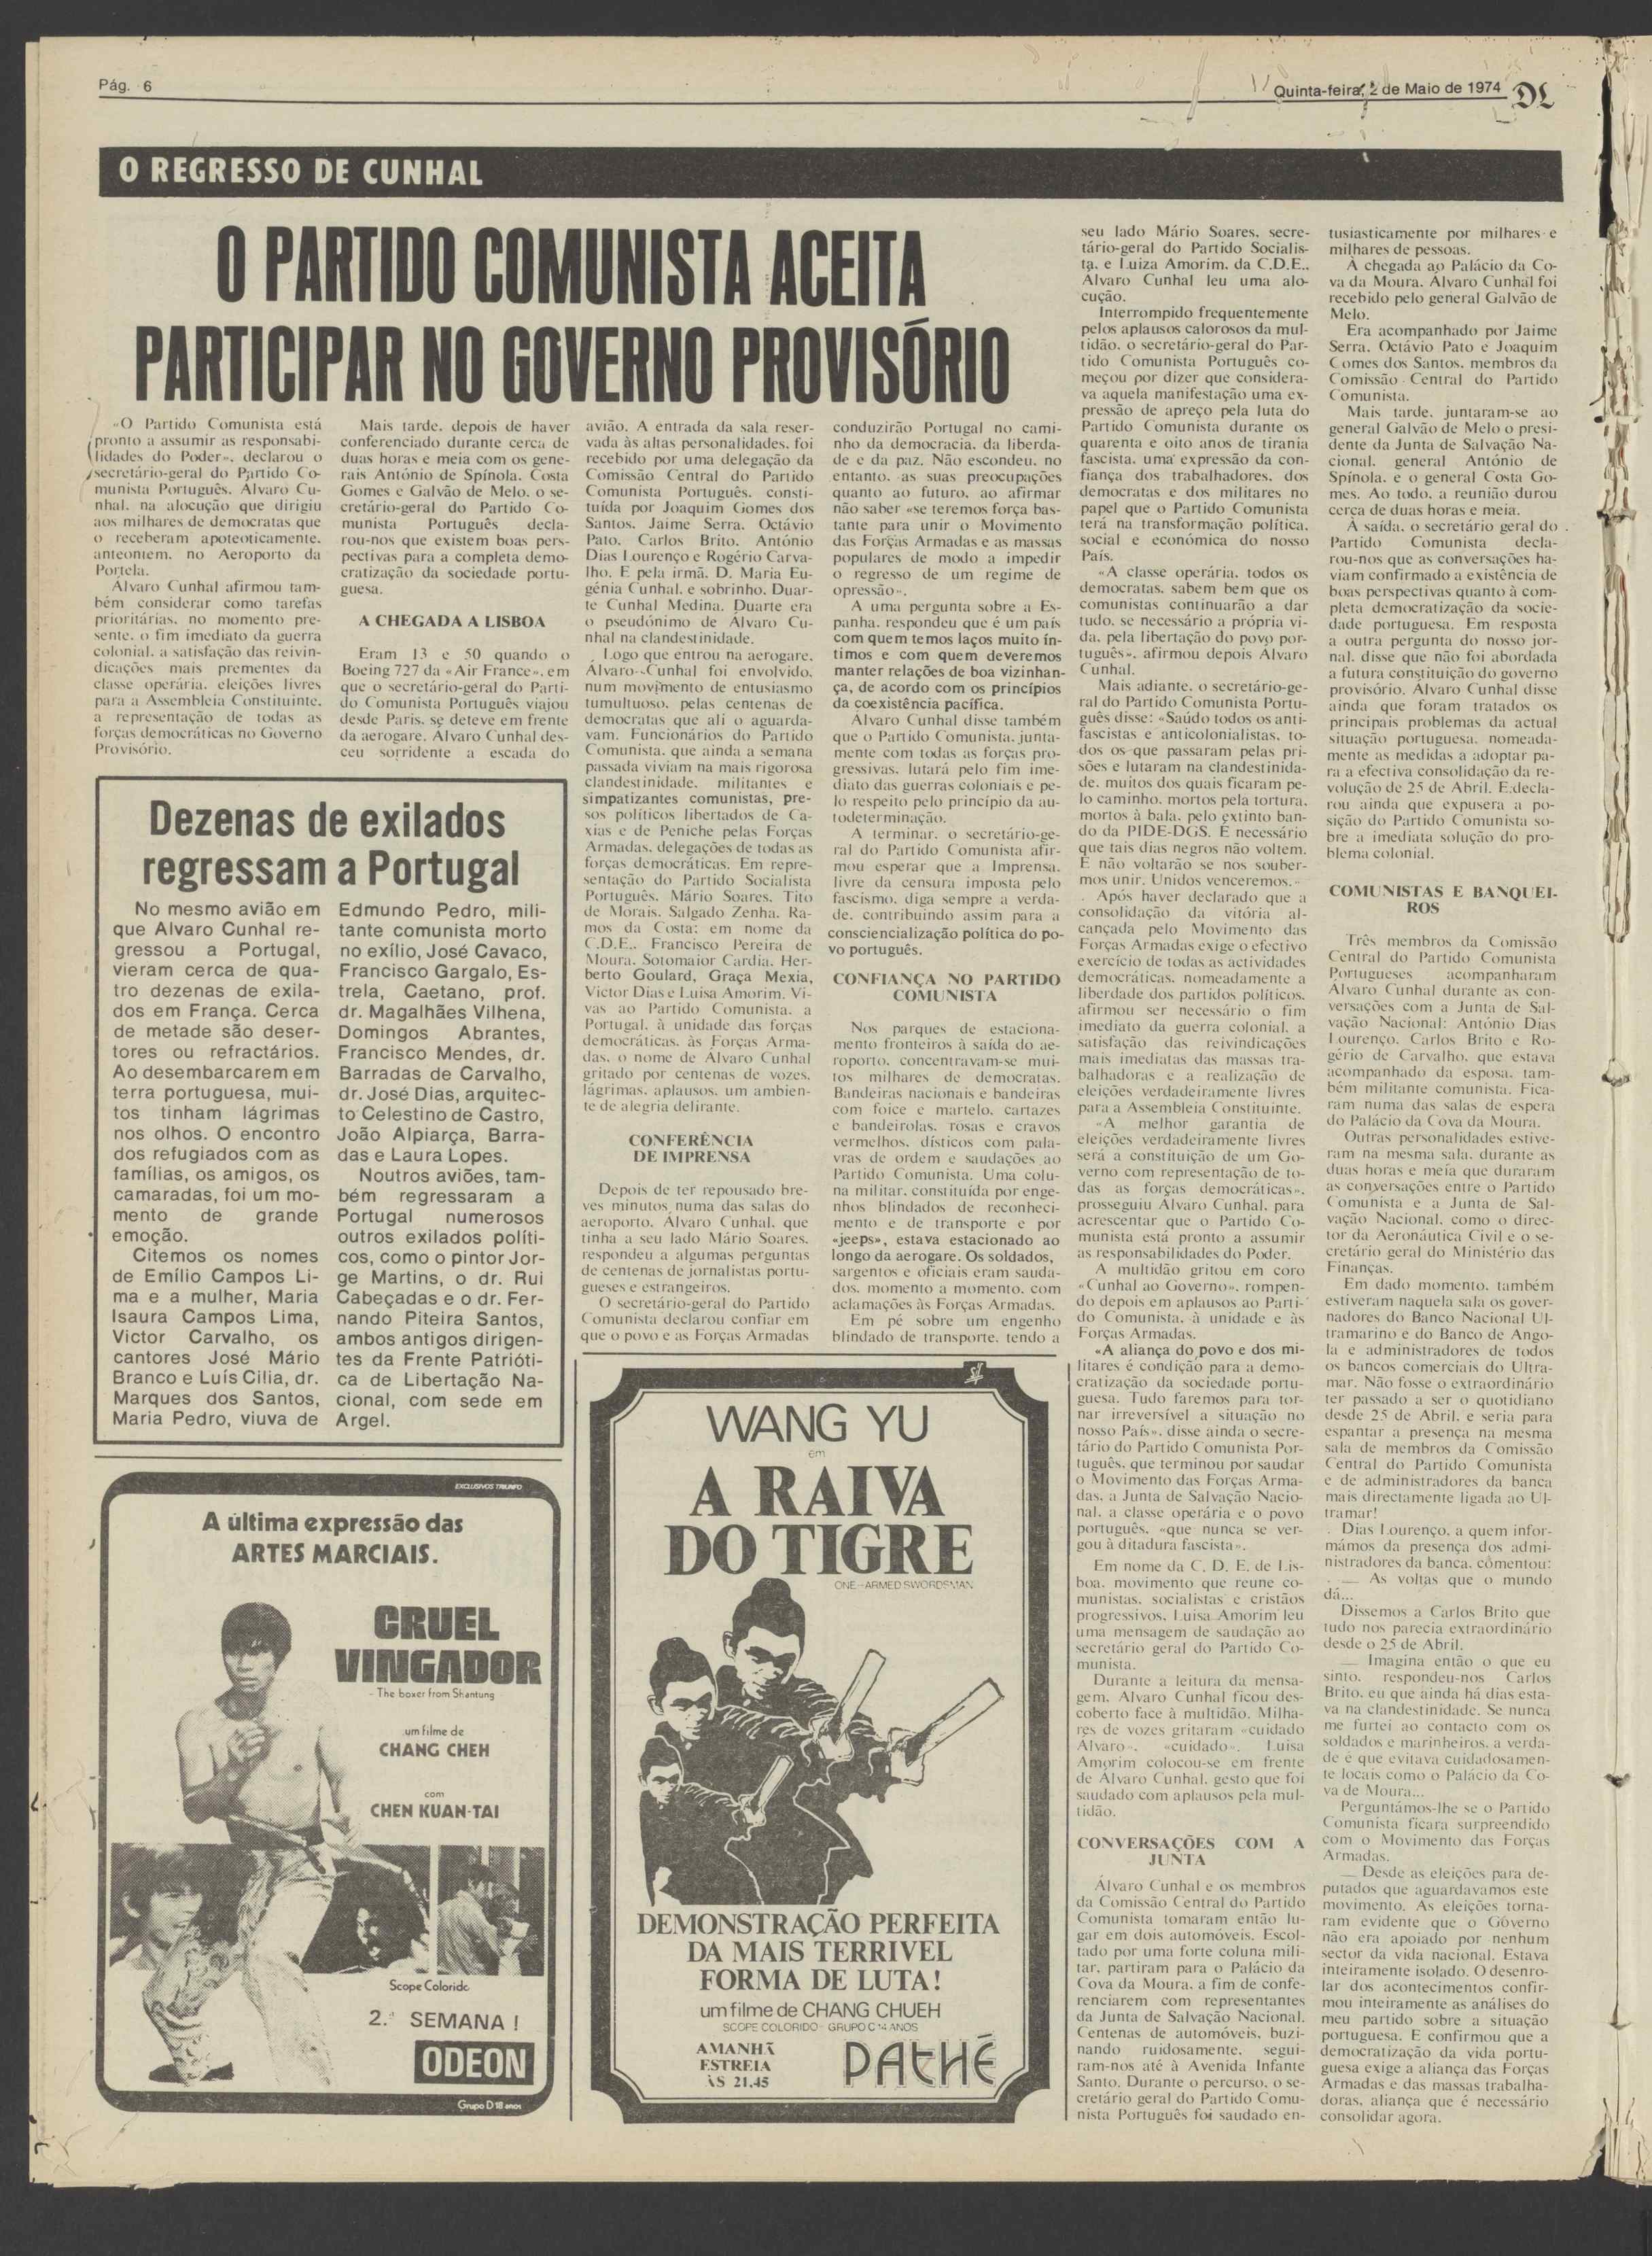 Pág. 6
Quinta-feira, 2 de Maio de 1974 DL
O REGRESSO DE CUNHAL
O PARTIDO COMUNISTA ACEITA
PARTICIPAR NO GOVERNO PROVISÓRIO
«O Partido Comunista está
pronto a assumir as responsabi-
lidades do Poder», declarou o
secretário-geral do Partido Co-
munista Português, Álvaro Cu-
nhal, na alocução que dirigiu
aos milhares de democratas que
o receberam apoteoticamente,
anteontem, no Aeroporto da
Portela.
Álvaro Cunhal afirmou tam-
bém considerar como tarefas
prioritárias, no momento pre-
sente, o fim imediato da guerra
colonial, a satisfação das reivin-
dicações mais prementes da
classe operária, eleições livres
para a Assembleia Constituinte,
a representação de todas as
forças democráticas no Governo
Provisório.
Mais tarde, depois de haver
conferenciado durante cerca de
duas horas e meia com os gene-
rais António de Spínola, Costa
Gomes e Galvão de Melo, o se-
cretário-geral do Partido Co-
munista Português decla-
rou-nos que existem boas pers-
pectivas para a completa demo-
cratização da sociedade portu-
guesa.
A CHEGADA A LISBOA
Eram 13 e 50 quando o
Boeing 727 da «Air France», em
que o secretário-geral do Parti-
do Comunista Português viajou
desde Paris, se deteve em frente
da aerogare. Álvaro Cunhal des-
ceu sorridente a escada do
avião. A entrada da sala reser-
vada às altas personalidades, foi
recebido por uma delegação da
Comissão Central do Partido
Comunista Português, consti-
tuída por Joaquim Gomes dos
Santos, Jaime Serra, Octávio
Pato, Carlos Brito, António
Dias Lourenço e Rogério Carva-
lho. E pela irmã, D. Maria Eu-
génia Cunhal, e sobrinho, Duar-
te Cunhal Medina. Duarte era
o pseudónimo de Álvaro Cu-
nhal na clandestinidade.
Logo que entrou na aerogare,
Álvaro Cunhal foi envolvido,
num movimento de entusiasmo
tumultuoso, pelas centenas de
democratas que ali o aguarda-
vam. Funcionários do Partido
Comunista, que ainda a semana
passada viviam na mais rigorosa
clandestinidade, militantes e
simpatizantes comunistas, pre-
sos políticos libertados de Ca-
xias e de Peniche pelas Forças
Armadas, delegações de todas as
forças democráticas. Em repre-
sentação do Partido Socialista
Português, Mário Soares, Tito
de Morais, Salgado Zenha, Ra-
mos da Costa; em nome da
C.D.E., Francisco Pereira de
Moura, Sotomaior Cardia, Her-
berto Goulard, Graça Mexia,
Victor Dias e Luisa Amorim. Vi-
vas ao Partido Comunista, a
Portugal, à unidade das forças
democráticas, às Forças Arma-
das, o nome de Álvaro Cunhal
gritado por centenas de vozes,
lágrimas, aplausos, um ambien-
te de alegria delirante.
CONFERÊNCIA
DE IMPRENSA
Depois de ter repousado bre-
ves minutos numa das salas do
aeroporto, Álvaro Cunhal, que
tinha a seu lado Mário Soares,
respondeu a algumas perguntas
de centenas de jornalistas portu-
gueses e estrangeiros.
O secretário-geral do Partido
Comunista declarou confiar em
que o povo e as Forças Armadas
conduzirão Portugal no cami-
nho da democracia, da liberda-
de e da paz. Não escondeu, no
entanto, as suas preocupações
quanto ao futuro, ao afirmar
não saber «se teremos força bas-
tante para unir o Movimento
das Forças Armadas e as massas
populares de modo a impedir
o regresso de um regime de
opressão».
A uma pergunta sobre a Es-
panha, respondeu que é um país
com quem temos laços muito ín-
timos e com quem deveremos
manter relações de boa vizinhan-
ça, de acordo com os princípios
da coexistência pacífica.
Álvaro Cunhal disse também
que o Partido Comunista, junta-
mente com todas as forças pro-
gressivas, lutará pelo fim ime-
diato das guerras coloniais e pe-
lo respeito pelo princípio da au-
todeterminação.
A terminar, o secretário-ge-
ral do Partido Comunista afir-
mou esperar que a Imprensa,
livre da censura imposta pelo
fascismo, diga sempre a verda-
de, contribuindo assim para a
consciencialização política do po-
vo português.
CONFIANÇA NO PARTIDO
COMUNISTA
Nos parques de estaciona-
mento fronteiros à saída do ae-
roporto, concentravam-se mui-
tos milhares de democratas.
Bandeiras nacionais e bandeiras
com foice e martelo, cartazes
e bandeirolas, rosas e cravos
vermelhos, dísticos com pala-
vras de ordem e saudações ao
Partido Comunista. Uma colu-
na militar, constituída por enge-
nhos blindados de reconheci-
mento e de transporte e por
«jeeps», estava estacionado ao
longo da aerogare. Os soldados,
sargentos e oficiais eram sauda-
dos, momento a momento, com
aclamações às Forças Armadas.
Em pé sobre um engenho
blindado de transporte, tendo a
seu lado Mário Soares, secre-
tário-geral do Partido Socialis-
ta, e Luiza Amorim, da C.D.E.,
Álvaro Cunhal leu uma alo-
cução.
Interrompido frequentemente
pelos aplausos calorosos da mul-
tidão, o secretário-geral do Par-
tido Comunista Português co-
meçou por dizer que considera-
va aquela manifestação uma ex-
pressão de apreço pela luta do
Partido Comunista durante os
quarenta e oito anos de tirania
fascista, uma expressão da con-
fiança dos trabalhadores, dos
democratas e dos militares no
papel que o Partido Comunista
terá na transformação política,
social e económica do nosso
País.
«A classe operária, todos os
democratas, sabem bem que os
comunistas continuarão a dar
tudo, se necessário a própria vi-
da, pela libertação do povo por-
tuguês», afirmou depois Álvaro
Cunhal.
Mais adiante, o secretário-ge-
ral do Partido Comunista Portu-
guês disse: «Saúdo todos os anti-
fascistas e anticolonialistas, to-
dos os que passaram pelas pri-
sões e lutaram na clandestinida-
de, muitos dos quais ficaram pe-
lo caminho, mortos pela tortura,
mortos à bala, pelo extinto ban-
do da PIDE-DGS. É necessário
que tais dias negros não voltem.
E não voltarão se nos souber-
mos unir. Unidos venceremos.»
Após haver declarado que a
consolidação da vitória al-
cançada pelo Movimento das
Forças Armadas exige o efectivo
exercício de todas as actividades
democráticas, nomeadamente a
liberdade dos partidos políticos,
afirmou ser necessário o fim
imediato da guerra colonial, a
satisfação das reivindicações
mais imediatas das massas tra-
balhadoras e a realização de
eleições verdadeiramente livres
para a Assembleia Constituinte.
«A melhor garantia de
eleições verdadeiramente livres
será a constituição de um Go-
verno com representação de to-
das as forças democráticas»,
prosseguiu Álvaro Cunhal, para
acrescentar que o Partido Co-
munista está pronto a assumir
as responsabilidades do Poder.
A multidão gritou em coro
«Cunhal ao Governo», rompen-
do depois em aplausos ao Parti-
do Comunista, à unidade e às
Forças Armadas.
«A aliança do povo e dos mi-
litares é condição para a demo-
cratização da sociedade portu-
guesa. Tudo faremos para tor-
nar irreversível a situação no
nosso País», disse ainda o secre-
tário do Partido Comunista Por-
tuguês, que terminou por saudar
o Movimento das Forças Arma-
das, a Junta de Salvação Nacio-
nal, a classe operária e o povo
português, «que nunca se ver-
gou à ditadura fascista».
Em nome da C. D. E. de Lis-
boa, movimento que reune co-
munistas, socialistas e cristãos
progressivos, Luisa Amorim leu
uma mensagem de saudação ao
secretário geral do Partido Co-
munista.
Durante a leitura da mensa-
gem, Alvaro Cunhal ficou des-
coberto face à multidão. Milha-
res de vozes gritaram «cuidado
Alvaro», «cuidado». Luisa
Amorim colocou-se em frente
de Alvaro Cunhal, gesto que foi
saudado com aplausos pela mul-
tidão.
CONVERSAÇÕES COM A
JUNTA
Álvaro Cunhal e os membros
da Comissão Central do Partido
Comunista tomaram então lu-
gar em dois automóveis. Escol-
tado por uma forte coluna mili-
tar, partiram para o Palácio da
Cova da Moura, a fim de confe-
renciarem com representantes
da Junta de Salvação Nacional.
Centenas de automóveis, buzi-
nando ruidosamente, segui-
ram-nos até à Avenida Infante
Santo. Durante o percurso, o se-
cretário geral do Partido Comu-
nista Português foi saudado en-
tusiasticamente por milhares e
milhares de pessoas.
À chegada ao Palácio da Co-
va da Moura, Álvaro Cunhal foi
recebido pelo general Galvão de
Melo.
Era acompanhado por Jaime
Serra, Octávio Pato e Joaquim
Gomes dos Santos, membros da
Comissão Central do Partido
Comunista.
Mais tarde, juntaram-se ao
general Galvão de Melo o presi-
dente da Junta de Salvação Na-
cional, general António de
Spínola, e o general Costa Go-
mes. Ao todo, a reunião durou
cerca de duas horas e meia.
À saída, o secretário geral do
Partido Comunista decla-
rou-nos que as conversações ha-
viam confirmado a existência de
boas perspectivas quanto à com-
pleta democratização da socie-
dade portuguesa. Em resposta
a outra pergunta do nosso jor-
nal, disse que não foi abordada
a futura constituição do governo
provisório. Álvaro Cunhal disse
ainda que foram tratados os
principais problemas da actual
situação portuguesa, nomeada-
mente as medidas a adoptar pa-
ra a efectiva consolidação da re-
volução de 25 de Abril. E decla-
rou ainda que expusera a po-
sição do Partido Comunista so-
bre a imediata solução do pro-
blema colonial.
COMUNISTAS E BANQUEI-
ROS
Três membros da Comissão
Central do Partido Comunista
Portugueses acompanharam
Álvaro Cunhal durante as con-
versações com a Junta de Sal-
vação Nacional: António Dias
Lourenço, Carlos Brito e Ro-
gério de Carvalho, que estava
acompanhado da esposa, tam-
bém militante comunista. Fica-
ram numa das salas de espera
do Palácio da Cova da Moura.
Outras personalidades estive-
ram na mesma sala, durante as
duas horas e meia que duraram
as conversações entre o Partido
Comunista e a Junta de Sal-
vação Nacional, como o direc-
tor da Aeronáutica Civil e o se-
cretário geral do Ministério das
Finanças.
Em dado momento, também
estiveram naquela sala os gover-
nadores do Banco Nacional Ul-
tramarino e do Banco de Ango-
la e administradores de todos
os bancos comerciais do Ultra-
mar. Não fosse o extraordinário
ter passado a ser o quotidiano
desde 25 de Abril, e seria para
espantar a presença na mesma
sala de membros da Comissão
Central do Partido Comunista
e de administradores da banca
mais directamente ligada ao Ul-
tramar!
Dias Lourenço, a quem infor-
mámos da presença dos admi-
nistradores da banca, comentou:
— As voltas que o mundo
dá...
Dissemos a Carlos Brito que
tudo nos parecia extraordinário
desde o 25 de Abril.
— Imagina então o que eu
sinto, respondeu-nos Carlos
Brito, eu que ainda há dias esta-
va na clandestinidade. Se nunca
me furtei ao contacto com os
soldados e marinheiros, a verda-
de é que evitava cuidadosamen-
te locais como o Palácio da Co-
va de Moura...
Perguntámos-lhe se o Partido
Comunista ficara surpreendido
com o Movimento das Forças
Armadas.
— Desde as eleições para de-
putados que aguardavamos este
movimento. As eleições torna-
ram evidente que o Góverno
não era apoiado por nenhum
sector da vida nacional. Estava
inteiramente isolado. O desenro-
lar dos acontecimentos confir-
mou inteiramente as análises do
meu partido sobre a situação
portuguesa. E confirmou que a
democratização da vida portu-
guesa exige a aliança das Forças
Armadas e das massas trabalha-
doras, aliança que é necessário
consolidar agora.
Dezenas de exilados
regressam a Portugal
No mesmo avião em
que Alvaro Cunhal re-
gressou a Portugal,
vieram cerca de qua-
tro dezenas de exila-
dos em França. Cerca
de metade são deser-
tores ou refractários.
Ao desembarcarem em
terra portuguesa, mui-
tos tinham lágrimas
nos olhos. O encontro
dos refugiados com as
famílias, os amigos, os
camaradas, foi um mo-
mento de grande
emoção.
Citemos os nomes
de Emílio Campos Li-
ma e a mulher, Maria
Isaura Campos Lima,
Victor Carvalho, os
cantores José Mário
Branco e Luís Cilia, dr.
Marques dos Santos,
Maria Pedro, viuva de
Edmundo Pedro, mili-
tante comunista morto
no exílio, José Cavaco,
Francisco Gargalo, Es-
trela, Caetano, prof.
dr. Magalhães Vilhena,
Domingos Abrantes,
Francisco Mendes, dr.
Barradas de Carvalho,
dr. José Dias, arquitec-
to Celestino de Castro,
João Alpiarça, Barra-
das e Laura Lopes.
Noutros aviões, tam-
bém regressaram a
Portugal numerosos
outros exilados políti-
cos, como o pintor Jor-
ge Martins, o dr. Rui
Cabeçadas e o dr. Fer-
nando Piteira Santos,
ambos antigos dirigen-
tes da Frente Patrióti-
ca de Libertação Na-
cional, com sede em
Argel.
EXCLUSIVOS TRIUNFO
A última expressão das
ARTES MARCIAIS.
CRUEL
VINGADOR
- The boxer from Shantung
um filme de
CHANG CHEH
com
CHEN KUAN-TAI
Scope Colorido
2.ª SEMANA!
ODEON
Grupo D 18 anos
WANG YU
em
A RAIVA
DO TIGRE
ONE-ARMED SWORDSMAN
DEMONSTRAÇÃO PERFEITA
DA MAIS TERRIVEL
FORMA DE LUTA!
um filme de CHANG CHUEH
SCOPE COLORIDO - GRUPO C 14 ANOS
AMANHÃ
ESTREIA
ÀS 21.45
PATHÉ